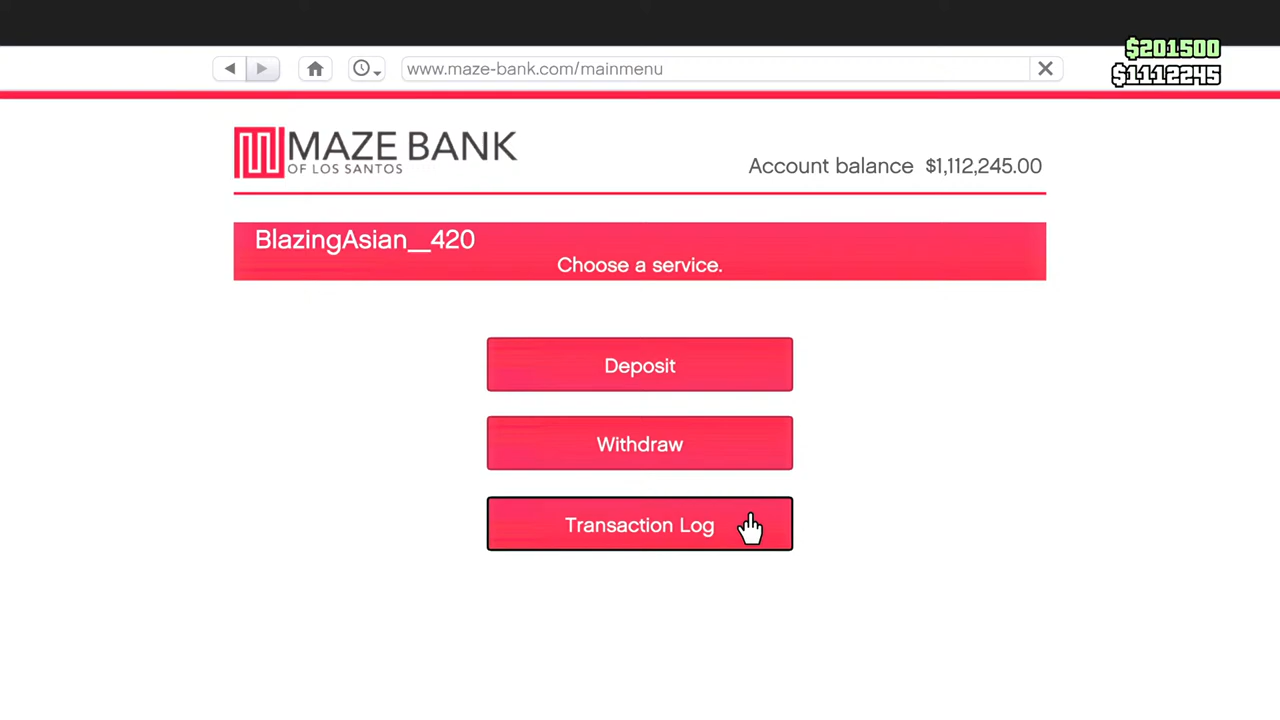 $201500
www.maze-bank.com/mainmenu
$1112245
MAZE BANK
OF LOS SANTOS
Account balance $1,112,245.00
BlazingAsian__420
Choose a service.
Deposit
Withdraw
Transaction Log